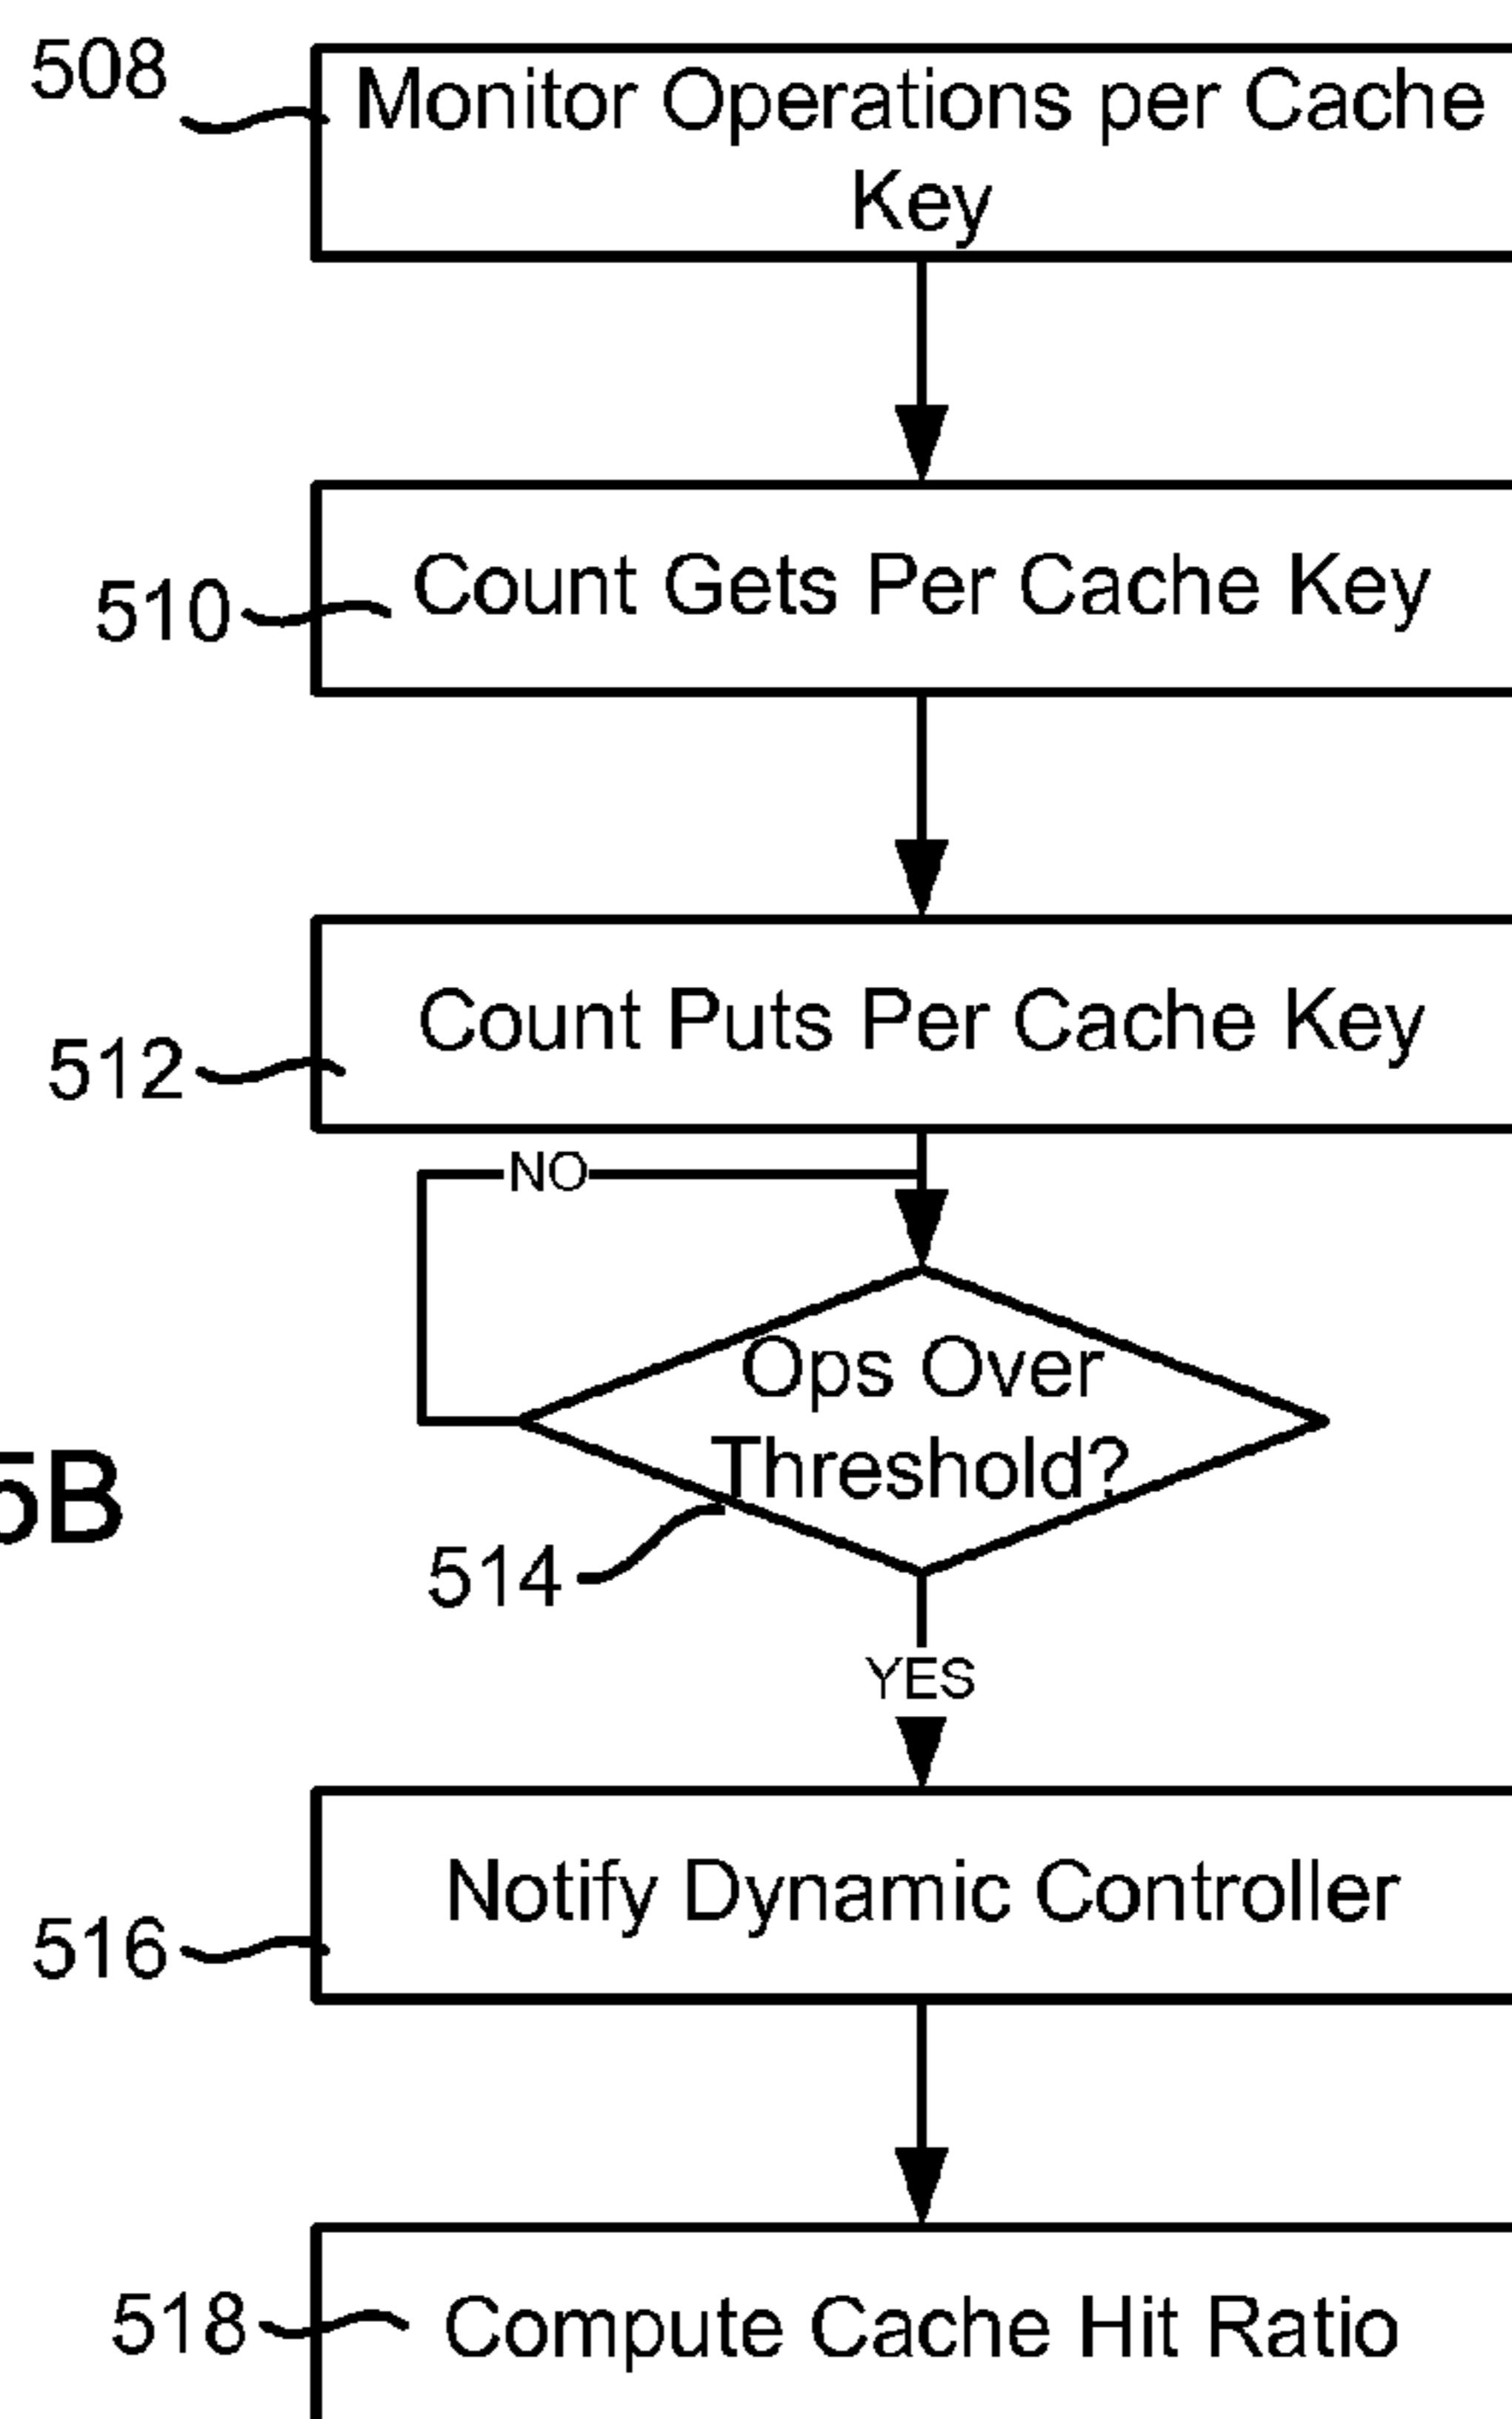 508
Monitor Operations per Cache
Key
510
Count Gets Per Cache Key
512
Count Puts Per Cache Key
NO
Ops Over
Threshold?
5B
514
YES
Notify Dynamic Controller
516
518
Compute Cache Hit Ratio